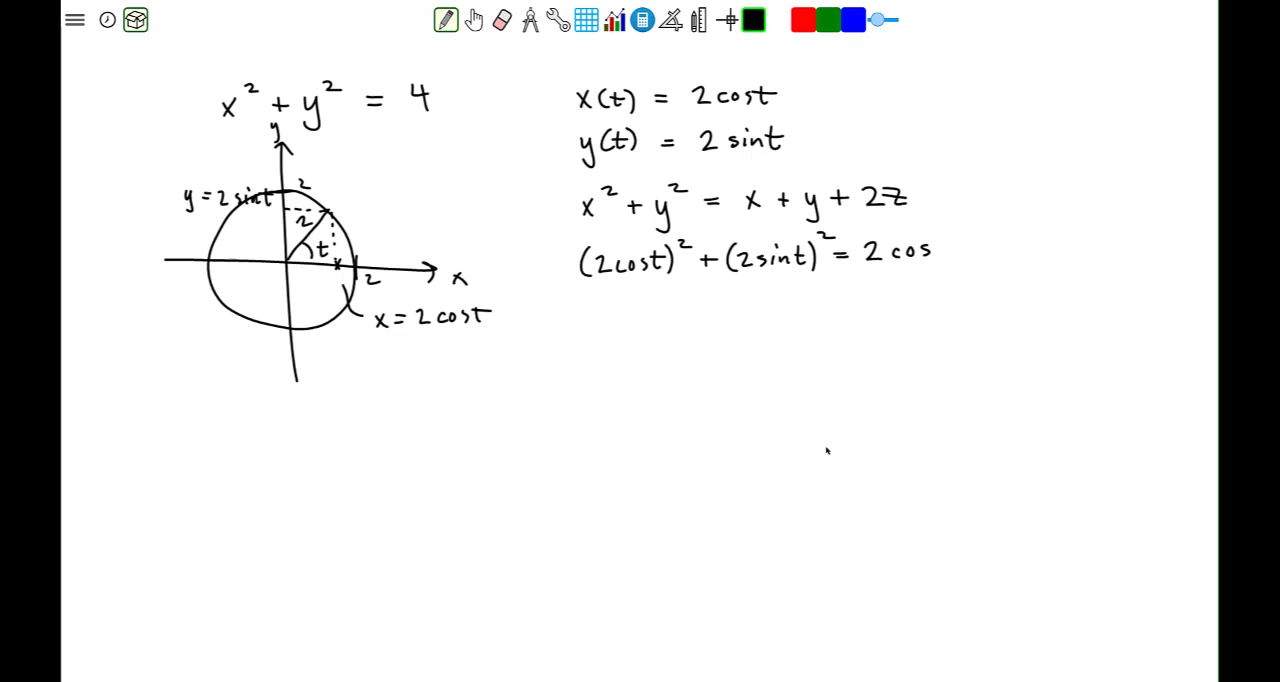 x² + y² = 4
y
2
y = 2 sint
2
t
x
2
x
x = 2 cost
x(t) = 2 cost
y(t) = 2 sint
x² + y² = x + y + 2z
(2cost)² + (2sint)² = 2 cos